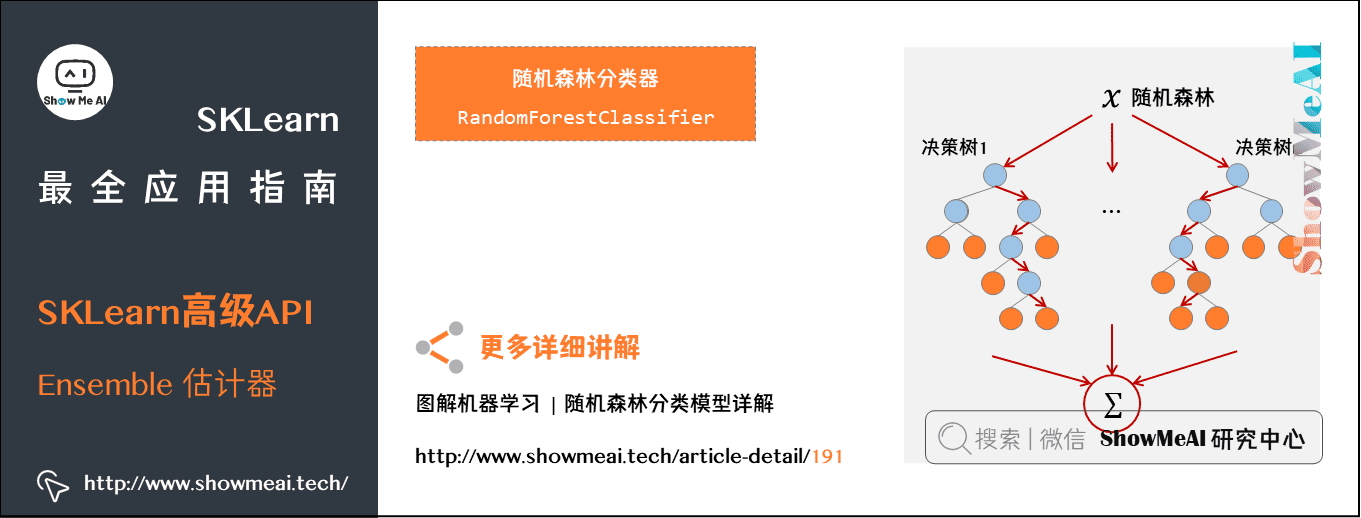 Show Me AI
SKLearn
最全应用指南
SKLearn高级API
Ensemble 估计器
http://www.showmeai.tech/
随机森林分类器
RandomForestClassifier
更多详细讲解
图解机器学习 | 随机森林分类模型详解
http://www.showmeai.tech/article-detail/191
x 随机森林
决策树1
决策树
...
Σ
ShowMeAI
搜索 | 微信 ShowMeAI 研究中心